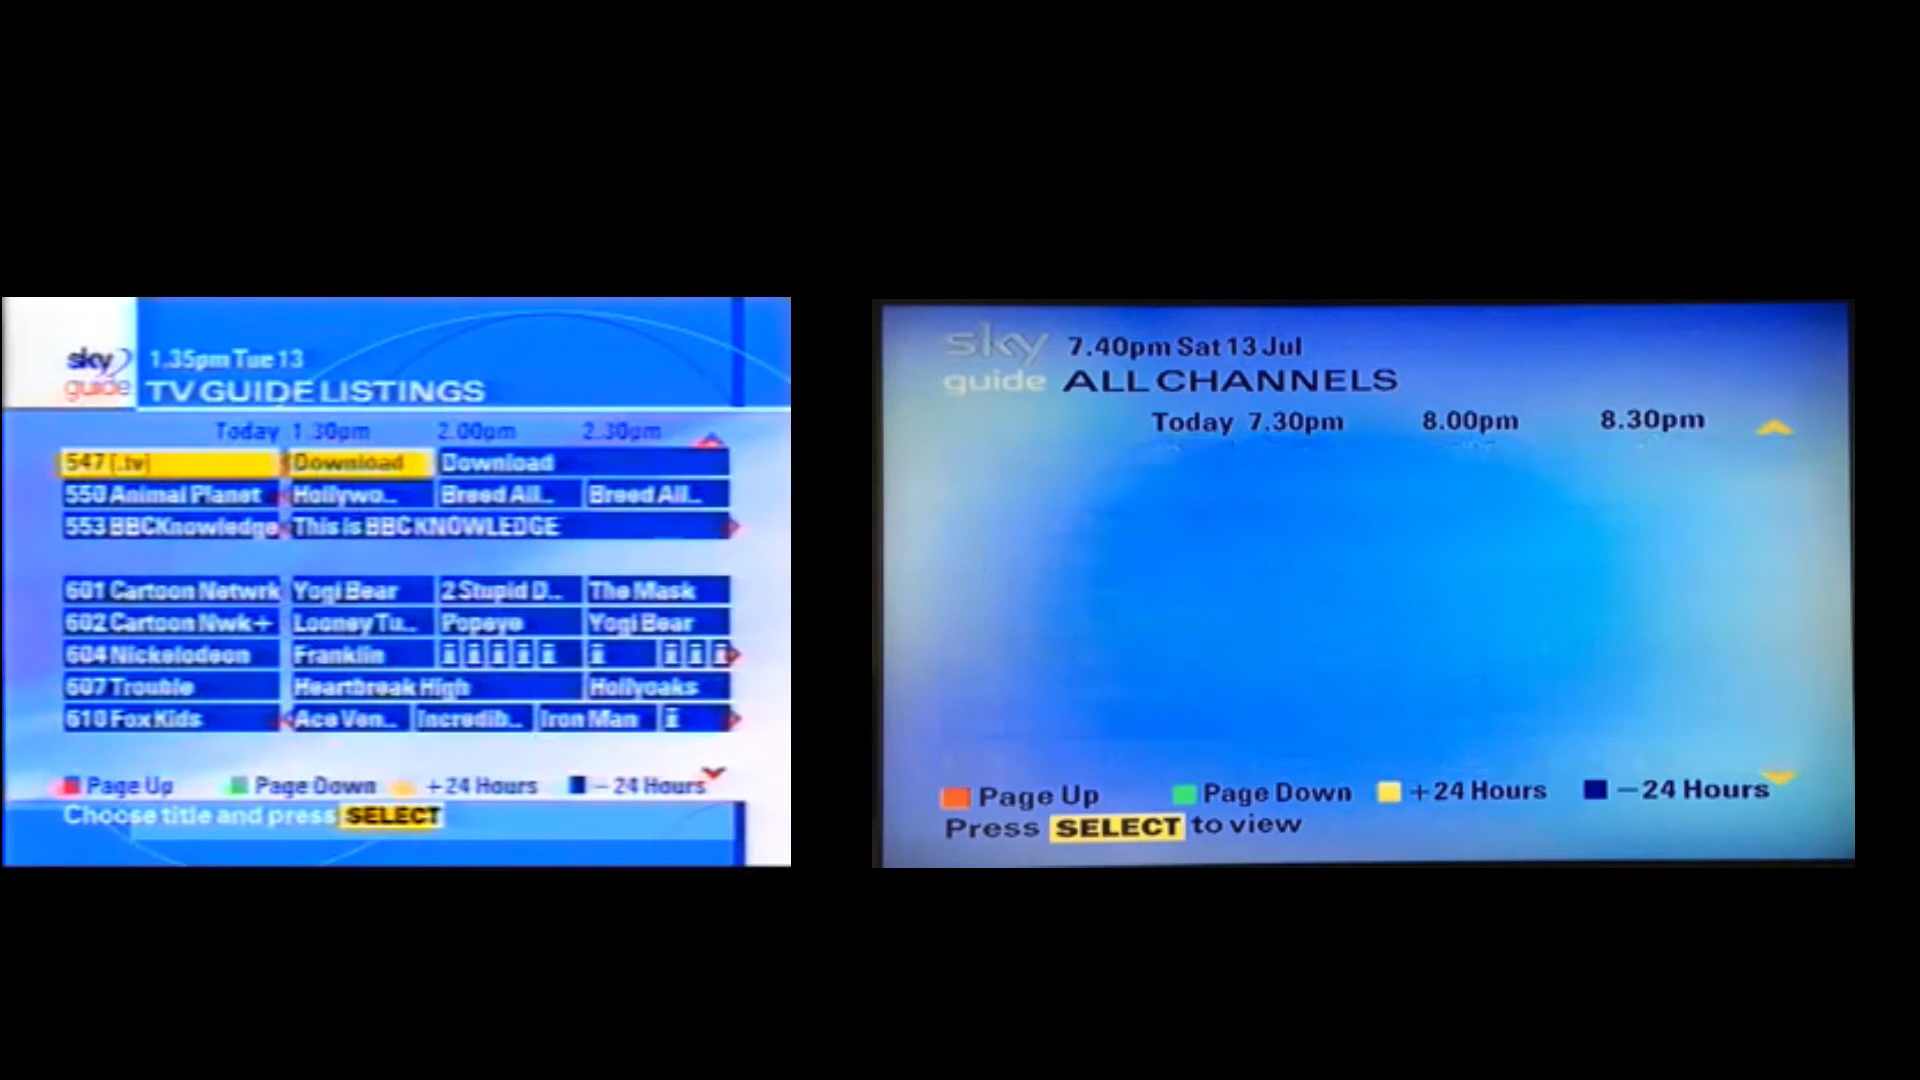 sky
guide
1.35pm Tue 13
TV GUIDE LISTINGS
Today 1.30pm 2.00pm 2.30pm
547 [.tv] Download Download
550 Animal Planet Hollywo... Breed All... Breed All...
553 BBCKnowledge This is BBC KNOWLEDGE
601 Cartoon Netwrk Yogi Bear 2 Stupid D... The Mask
602 Cartoon Nwk+ Looney Tu... Popeye Yogi Bear
604 Nickelodeon Franklin i i i i i i i i i
607 Trouble Heartbreak High Hollyoaks
610 Fox Kids Ace Ven... Incredib... Iron Man i
Page Up Page Down +24 Hours -24 Hours
Choose title and press SELECT
sky
guide
7.40pm Sat 13 Jul
ALL CHANNELS
Today 7.30pm 8.00pm 8.30pm
Page Up Page Down +24 Hours -24 Hours
Press SELECT to view